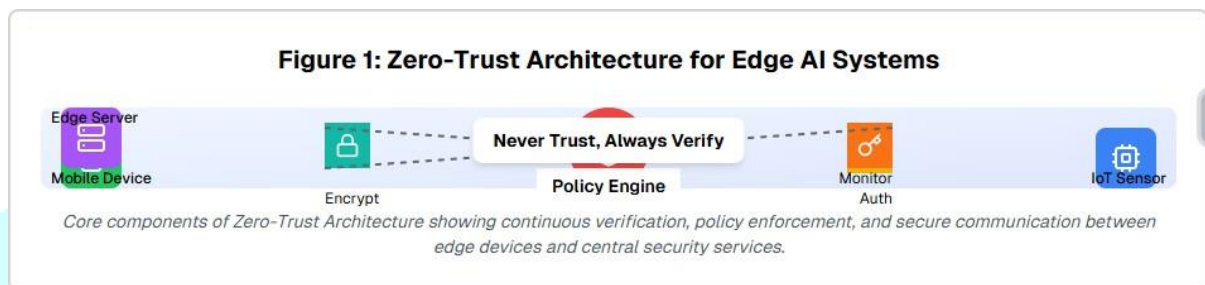 Figure 1: Zero-Trust Architecture for Edge AI Systems
Edge Server
Never Trust, Always Verify
Mobile Device
Policy Engine
Monitor
IoT Sensor
Encrypt
Auth
Core components of Zero-Trust Architecture showing continuous verification, policy enforcement, and secure communication between
edge devices and central security services.